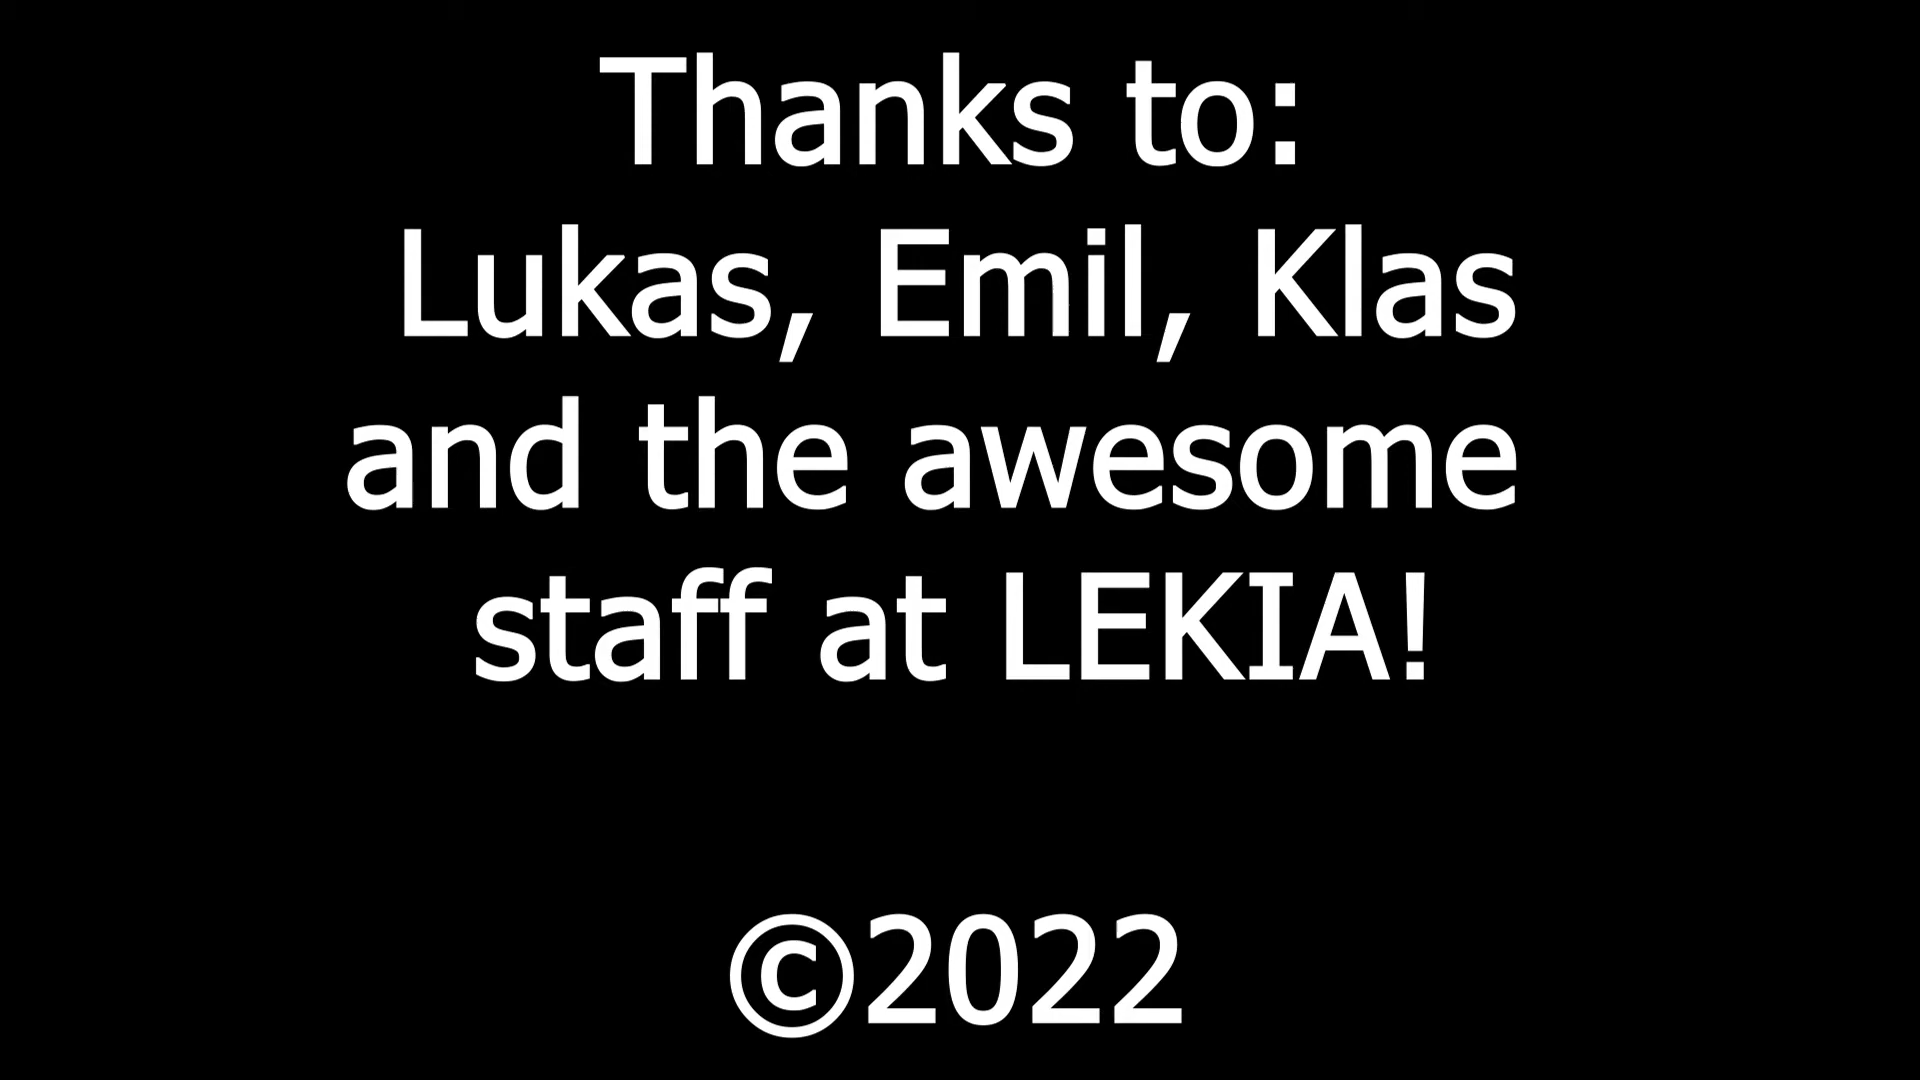 Thanks to:
Lukas, Emil, Klas
and the awesome
staff at LEKIA!
©2022